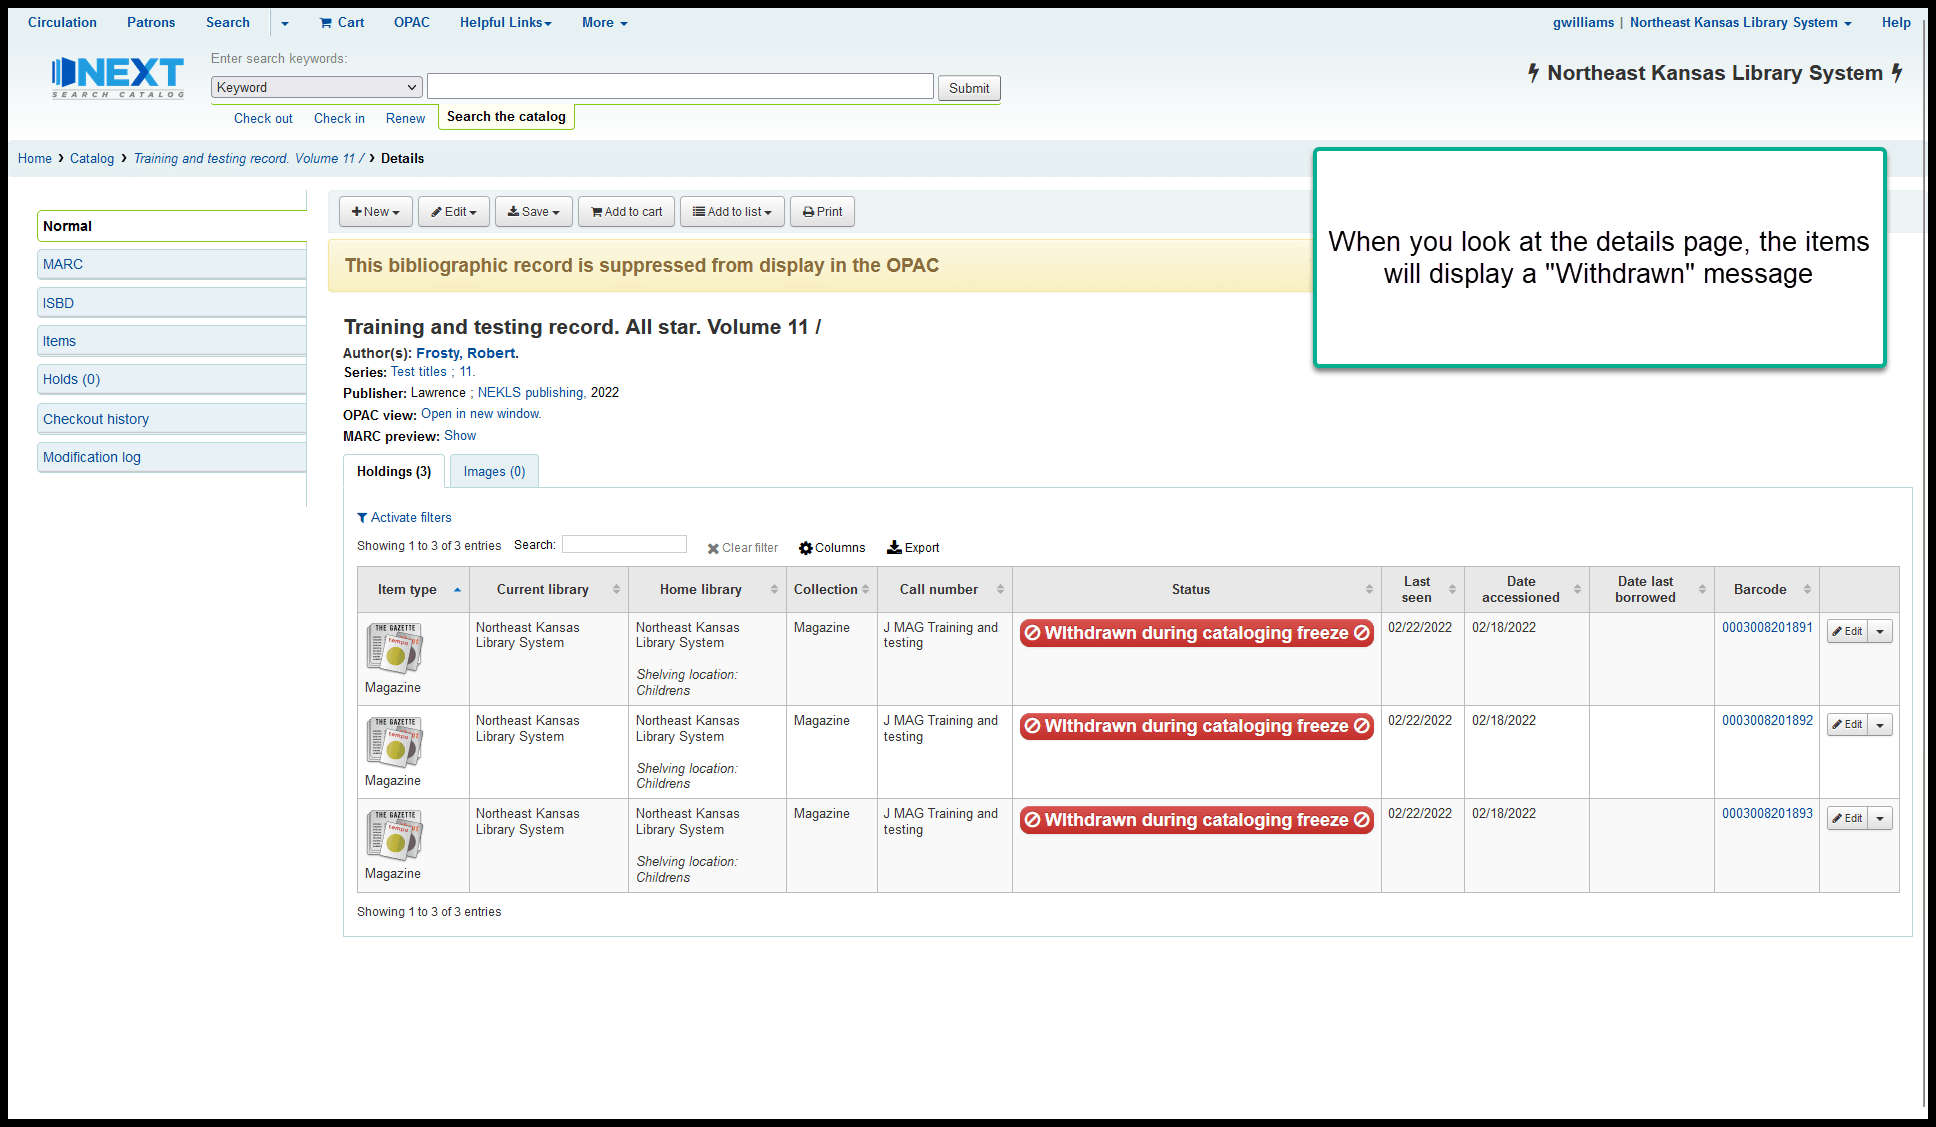 Circulation Patrons Search Cart OPAC Helpful Links More gwilliams | Northeast Kansas Library System Help
NEXT
SEARCH CATALOG
Enter search keywords:
Keyword Submit
Northeast Kansas Library System
Check out Check in Renew Search the catalog
Home › Catalog › Training and testing record. Volume 11 / › Details
When you look at the details page, the items
will display a "Withdrawn" message
Normal
MARC
ISBD
Items
Holds (0)
Checkout history
Modification log
New Edit Save Add to cart Add to list Print
This bibliographic record is suppressed from display in the OPAC
Training and testing record. All star. Volume 11 /
Author(s): Frosty, Robert.
Series: Test titles ; 11.
Publisher: Lawrence ; NEKLS publishing, 2022
OPAC view: Open in new window.
MARC preview: Show
Holdings (3) Images (0)
Activate filters
Showing 1 to 3 of 3 entries Search: Clear filter Columns Export
Item type Current library Home library Collection Call number Status Last seen Date accessioned Date last borrowed Barcode
THE GAZETTE
tempo
Magazine
Northeast Kansas
Library System
Northeast Kansas
Library System
Shelving location:
Childrens
Magazine
J MAG Training and
testing
WIthdrawn during cataloging freeze
02/22/2022
02/18/2022
0003008201891
Edit
THE GAZETTE
tempo
Magazine
Northeast Kansas
Library System
Northeast Kansas
Library System
Shelving location:
Childrens
Magazine
J MAG Training and
testing
WIthdrawn during cataloging freeze
02/22/2022
02/18/2022
0003008201892
Edit
THE GAZETTE
tempo
Magazine
Northeast Kansas
Library System
Northeast Kansas
Library System
Shelving location:
Childrens
Magazine
J MAG Training and
testing
WIthdrawn during cataloging freeze
02/22/2022
02/18/2022
0003008201893
Edit
Showing 1 to 3 of 3 entries